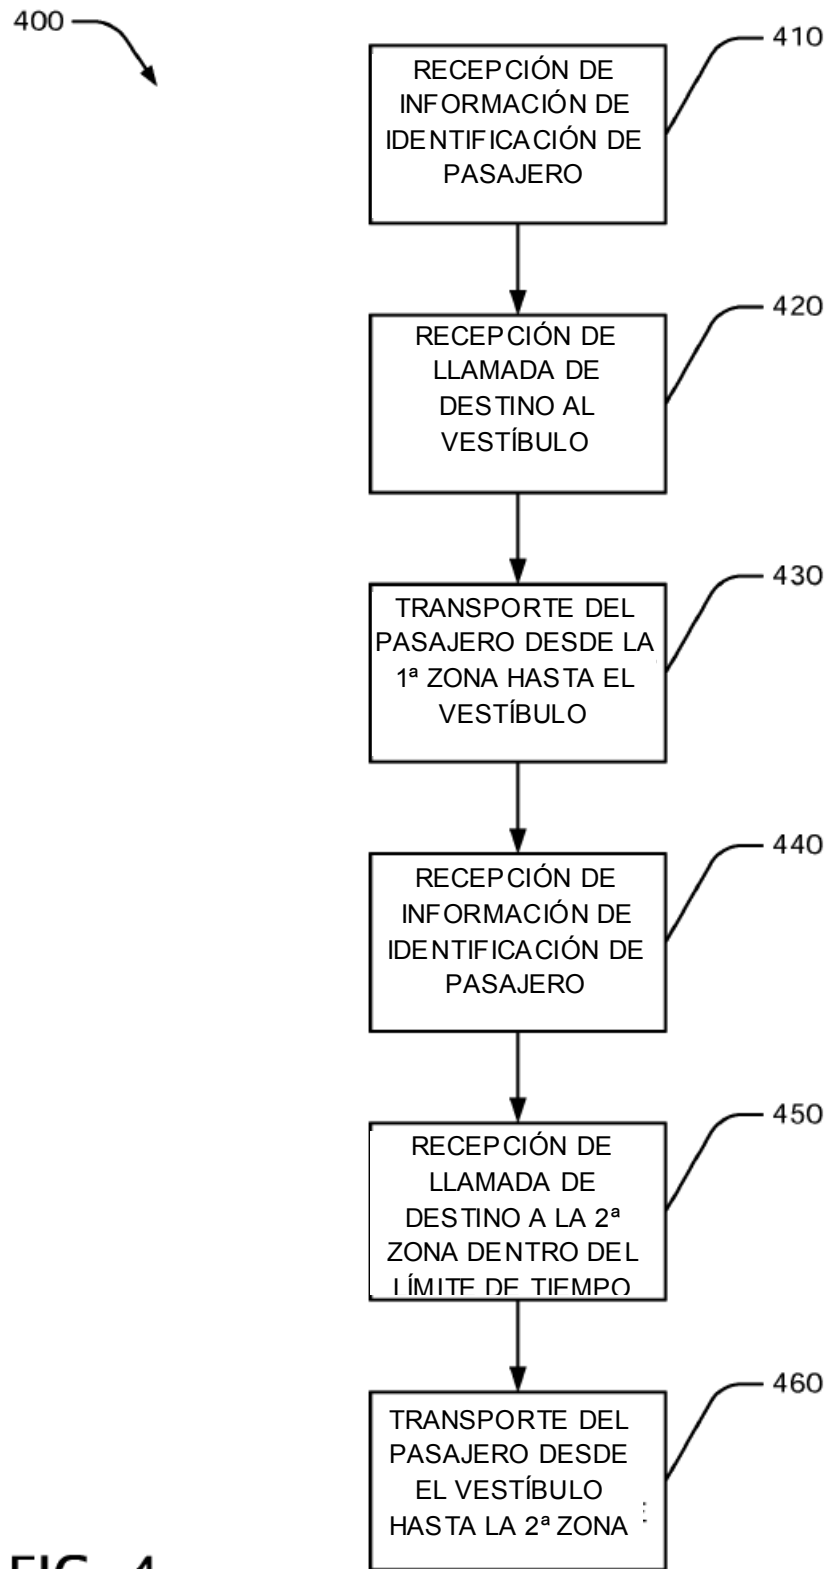 400
410
RECEPCIÓN DE
INFORMACIÓN DE
IDENTIFICACIÓN DE
PASAJERO
420
RECEPCIÓN DE
LLAMADA DE
DESTINO AL
VESTÍBULO
430
TRANSPORTE DEL
PASAJERO DESDE LA
1ª ZONA HASTA EL
VESTÍBULO
440
RECEPCIÓN DE
INFORMACIÓN DE
IDENTIFICACIÓN DE
PASAJERO
450
RECEPCIÓN DE
LLAMADA DE
DESTINO A LA 2ª
ZONA DENTRO DEL
LÍMITE DE TIEMPO
460
TRANSPORTE DEL
PASAJERO DESDE
EL VESTÍBULO
HASTA LA 2ª ZONA
FIG. 4